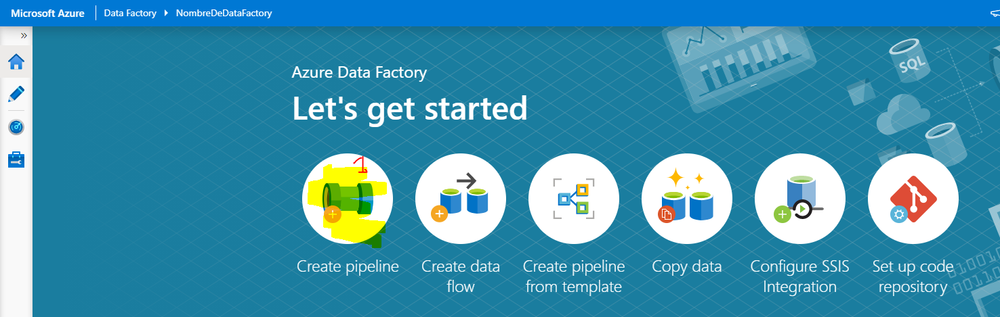 Microsoft Azure Data Factory NombreDeDataFactory
»
Azure Data Factory
Let's get started
1
SQL
Create pipeline
Create data
flow
Create pipeline
from template
Copy data
Configure SSIS
Integration
Set up code
repository